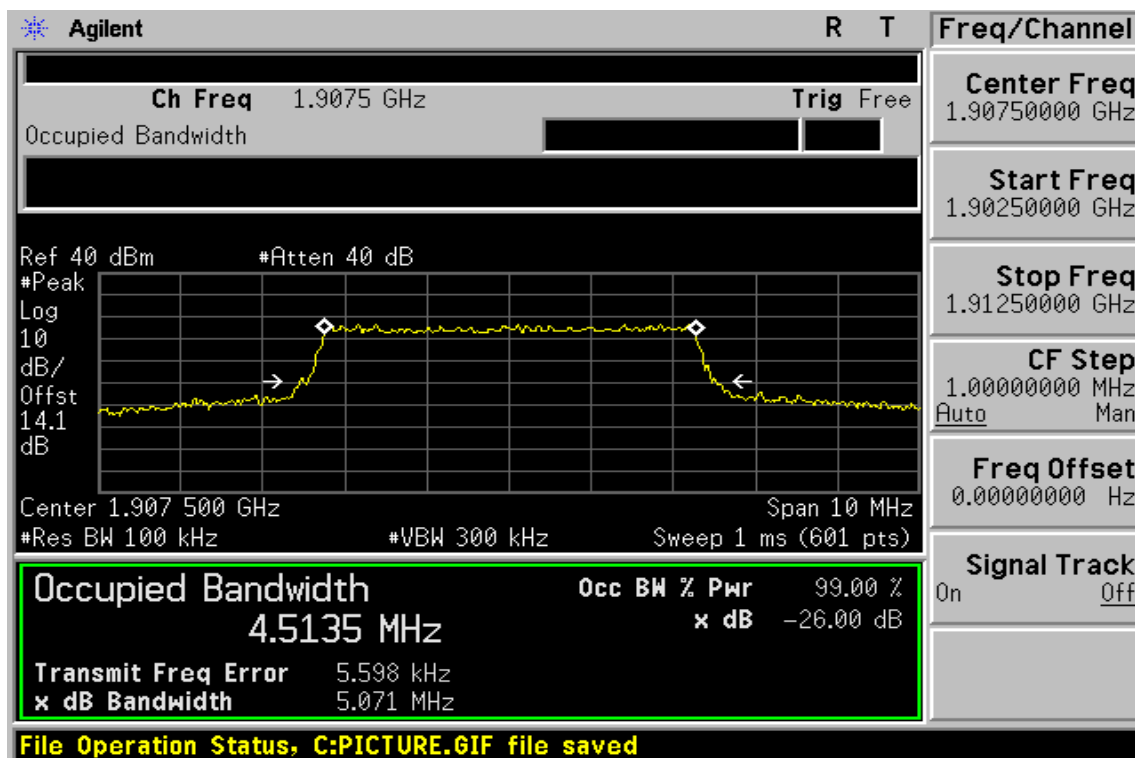 Agilent R T
Freq/Channel
Ch Freq 1.9075 GHz Trig Free
Occupied Bandwidth
Center Freq
1.90750000 GHz
Start Freq
1.90250000 GHz
Stop Freq
1.91250000 GHz
CF Step
1.00000000 MHz
Auto Man
Freq Offset
0.00000000 Hz
Signal Track
On Off
Ref 40 dBm #Atten 40 dB
#Peak
Log
10
dB/
Offst
14.1
dB
Center 1.907 500 GHz Span 10 MHz
#Res BW 100 kHz #VBW 300 kHz Sweep 1 ms (601 pts)
Occupied Bandwidth
4.5135 MHz
Occ BW % Pwr 99.00 %
x dB -26.00 dB
Transmit Freq Error 5.598 kHz
x dB Bandwidth 5.071 MHz
File Operation Status, C:PICTURE.GIF file saved